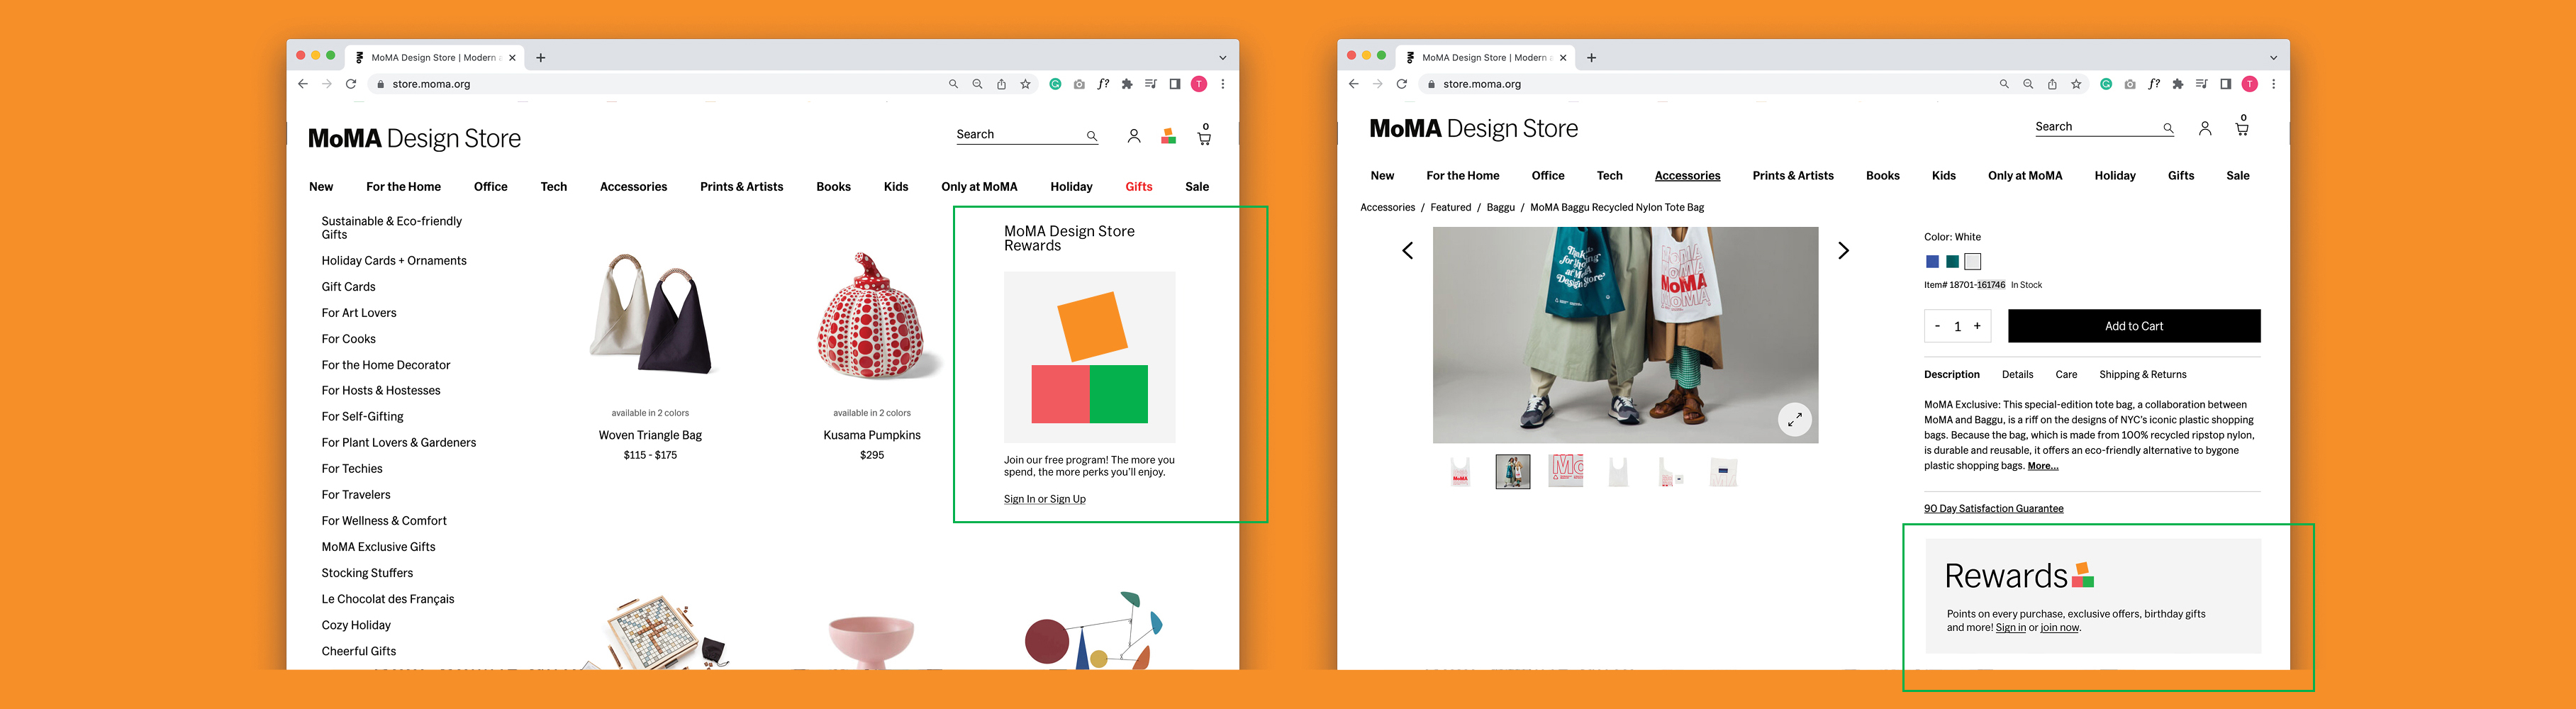 MoMA Design Store | Modern
store.moma.org
MoMA Design Store
Search
0
New For the Home Office Tech Accessories Prints & Artists Books Kids Only at MoMA Holiday Gifts Sale
Sustainable & Eco-friendly
Gifts
Holiday Cards + Ornaments
Gift Cards
For Art Lovers
For Cooks
For the Home Decorator
For Hosts & Hostesses
For Self-Gifting
For Plant Lovers & Gardeners
For Techies
For Travelers
For Wellness & Comfort
MoMA Exclusive Gifts
Stocking Stuffers
Le Chocolat des Français
Cozy Holiday
Cheerful Gifts
available in 2 colors
Woven Triangle Bag
$115 - $175
available in 2 colors
Kusama Pumpkins
$295
MoMA Design Store
Rewards
Join our free program! The more you
spend, the more perks you'll enjoy.
Sign In or Sign Up
MoMA Design Store | Modern
store.moma.org
MoMA Design Store
Search
0
New For the Home Office Tech Accessories Prints & Artists Books Kids Only at MoMA Holiday Gifts Sale
Accessories / Featured / Baggu / MoMA Baggu Recycled Nylon Tote Bag
Thank
for
at MoMA
Design Store
MoMA
MoMA
MoMA
MoMA
Color: White
Item# 18701-161746 In Stock
- 1 +
Add to Cart
Description Details Care Shipping & Returns
MoMA Exclusive: This special-edition tote bag, a collaboration between
MoMA and Baggu, is a riff on the designs of NYC's iconic plastic shopping
bags. Because the bag, which is made from 100% recycled ripstop nylon,
is durable and reusable, it offers an eco-friendly alternative to bygone
plastic shopping bags. More...
90 Day Satisfaction Guarantee
Rewards
Points on every purchase, exclusive offers, birthday gifts
and more! Sign in or join now.